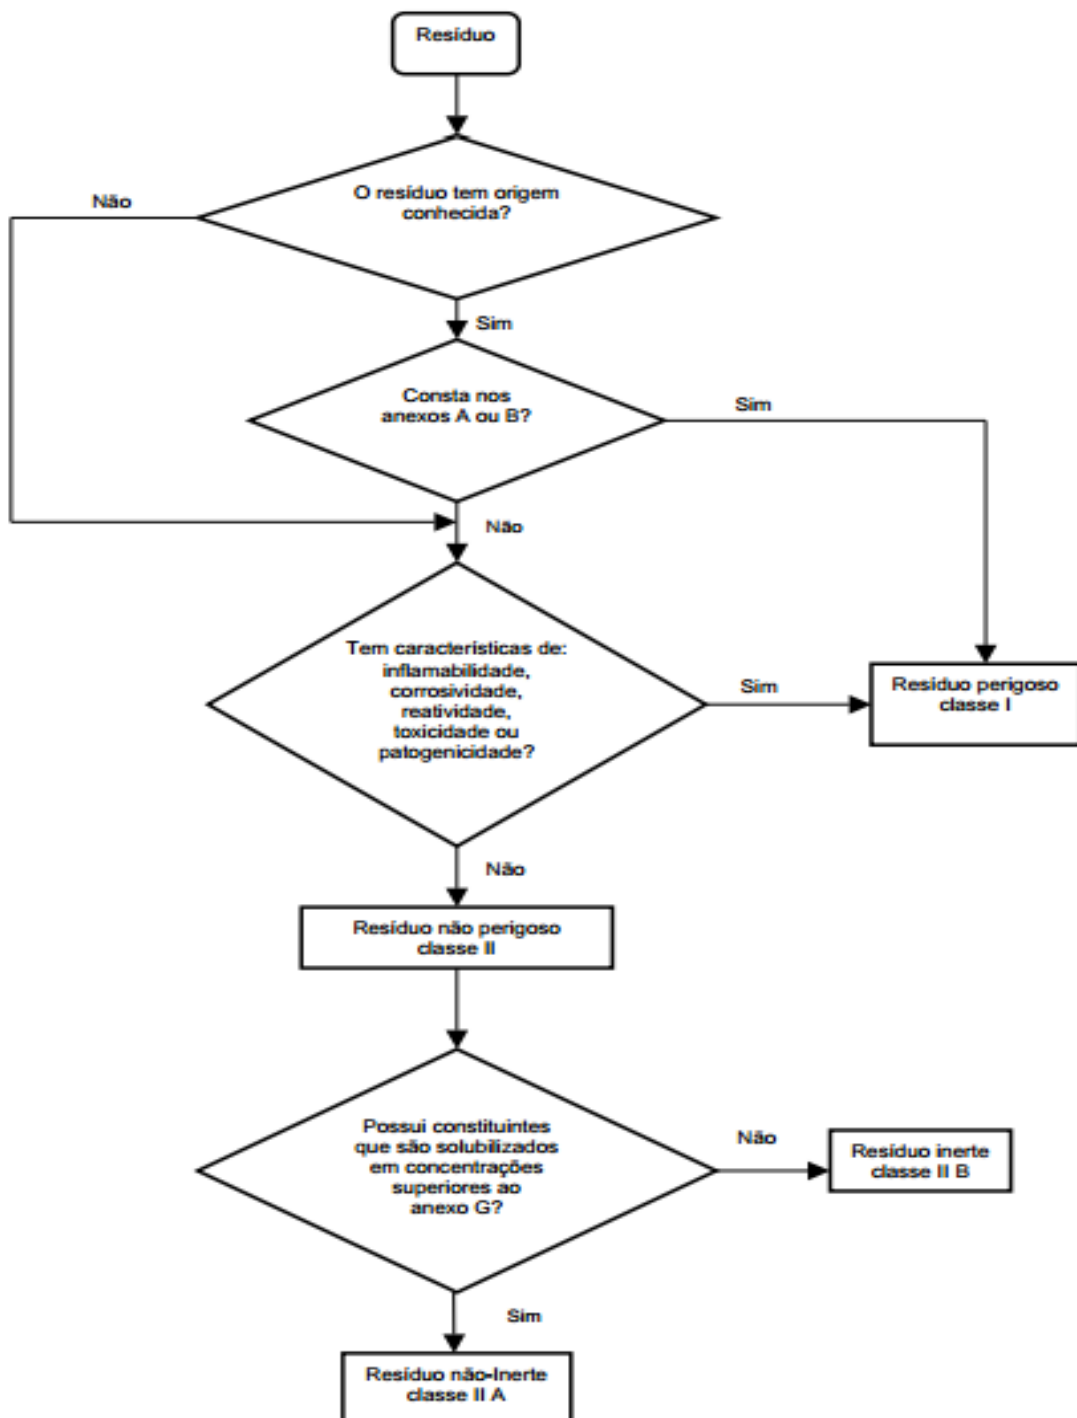 Resíduo
O resíduo tem origem
conhecida?
Não
Sim
Consta nos
anexos A ou B?
Sim
Não
Tem características de:
inflamabilidade,
corrosividade,
reatividade,
toxicidade ou
patogenicidade?
Sim
Resíduo perigoso
classe I
Não
Resíduo não perigoso
classe II
Possui constituintes
que são solubilizados
em concentrações
superiores ao
anexo G?
Não
Resíduo inerte
classe II B
Sim
Resíduo não-Inerte
classe II A